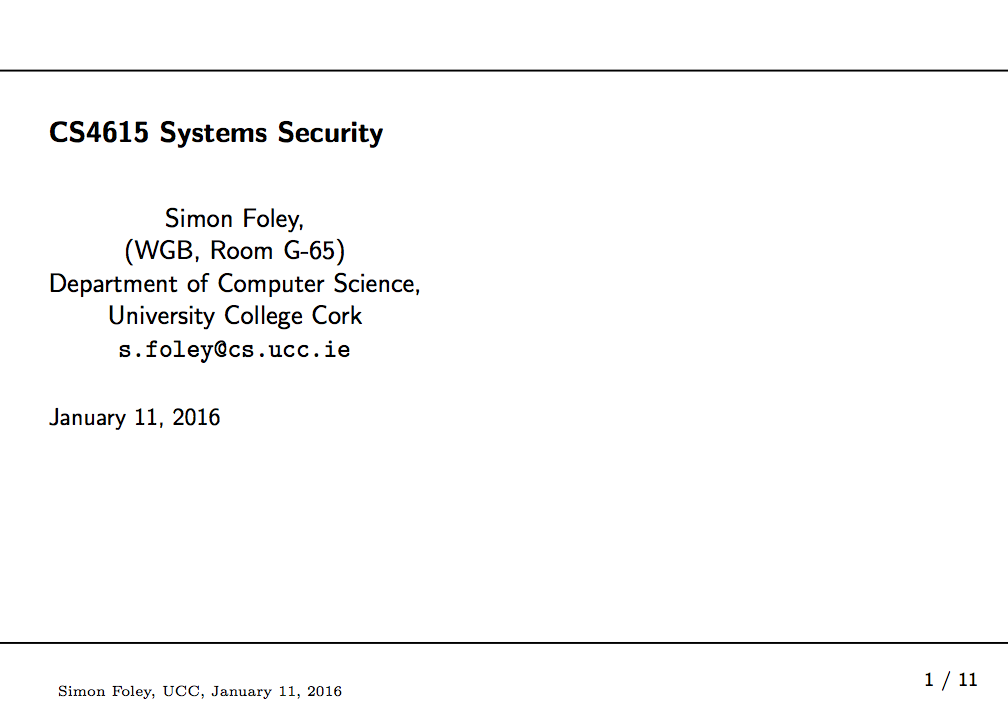 CS4615 Systems Security
Simon Foley,
(WGB, Room G-65)
Department of Computer Science,
University College Cork
s.foley@cs.ucc.ie
January 11, 2016
Simon Foley, UCC, January 11, 2016
1 / 11